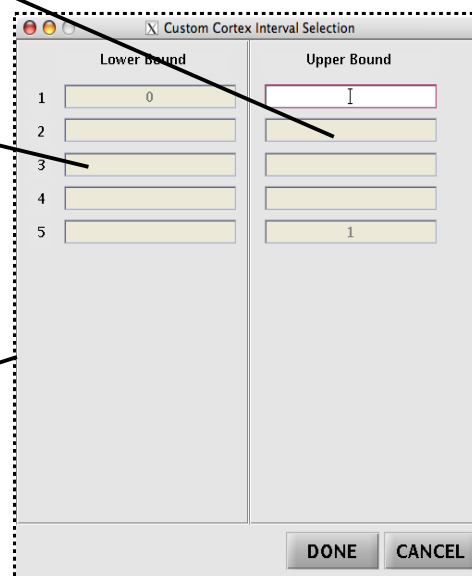 X Custom Cortex Interval Selection
Lower Bound Upper Bound
1 0
2
3
4
5 1
DONE CANCEL